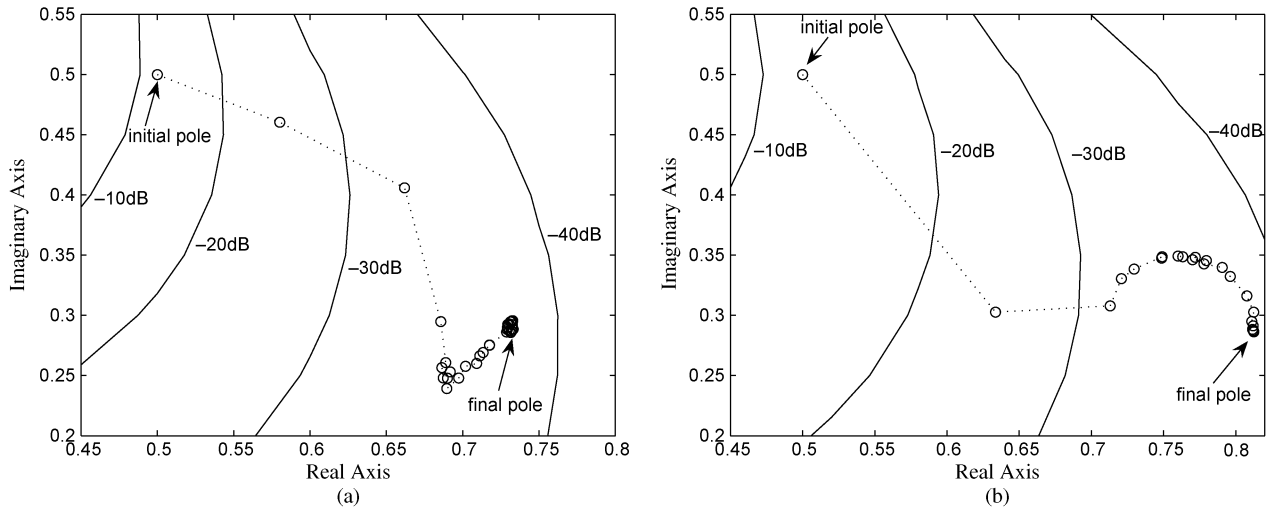 0.55
0.5
0.45
0.4
0.35
0.3
0.25
0.2
Imaginary Axis
0.45
0.5
0.55
0.6
0.65
0.7
0.75
0.8
Real Axis
(a)
initial pole
–10dB
–20dB
–30dB
–40dB
final pole
0.55
0.5
0.45
0.4
0.35
0.3
0.25
0.2
Imaginary Axis
0.45
0.5
0.55
0.6
0.65
0.7
0.75
0.8
Real Axis
(b)
initial pole
–10dB
–20dB
–30dB
–40dB
final pole